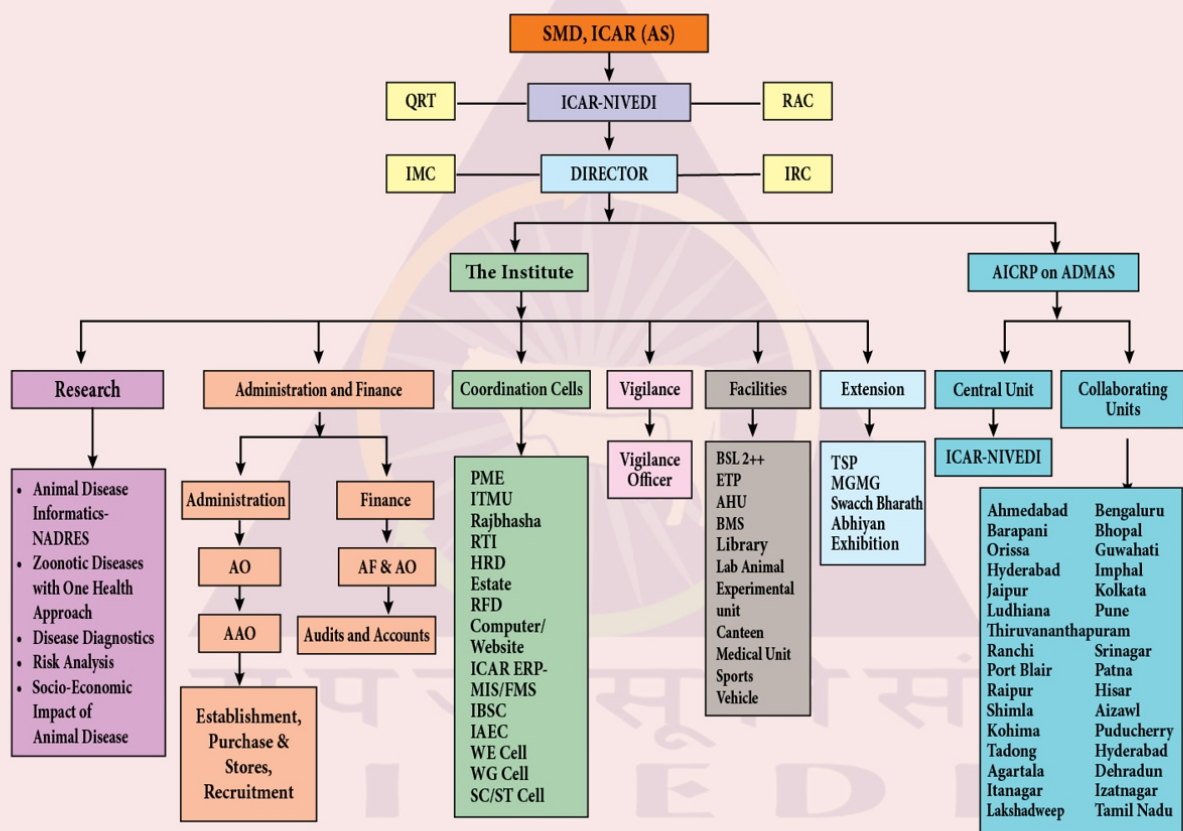 SMD, ICAR (AS)
QRT
ICAR-NIVEDI
RAC
IMC
DIRECTOR
IRC
The Institute
AICRP on ADMAS
Research
Administration and Finance
Coordination Cells
Vigilance
Facilities
Extension
Central Unit
Collaborating
Units
• Animal Disease
Informatics-
NADRES
• Zoonotic Diseases
with One Health
Approach
• Disease Diagnostics
• Risk Analysis
• Socio-Economic
Impact of
Animal Disease
Administration
AO
AAO
Establishment,
Purchase &
Stores,
Recruitment
Finance
AF & AO
Audits and Accounts
PME
ITMU
Rajbhasha
RTI
HRD
Estate
RFD
Computer/
Website
ICAR ERP-
MIS/FMS
IBSC
IAEC
WE Cell
WG Cell
SC/ST Cell
Vigilance
Officer
BSL 2++
ETP
AHU
BMS
Library
Lab Animal
Experimental
unit
Canteen
Medical Unit
Sports
Vehicle
TSP
MGMG
Swacch Bharath
Abhiyan
Exhibition
ICAR-NIVEDI
Ahmedabad Bengaluru
Barapani Bhopal
Orissa Guwahati
Hyderabad Imphal
Jaipur Kolkata
Ludhiana Pune
Thiruvananthapuram
Ranchi Srinagar
Port Blair Patna
Raipur Hisar
Shimla Aizawl
Kohima Puducherry
Tadong Hyderabad
Agartala Dehradun
Itanagar Izatnagar
Lakshadweep Tamil Nadu